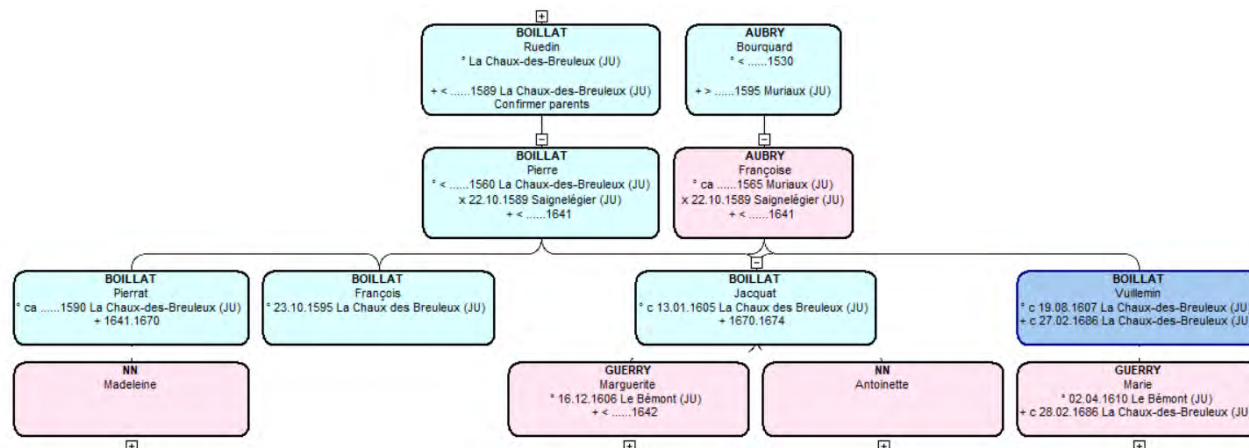 BOILLAT
Ruedin
° La Chaux-des-Breuleux (JU)
+ < ......1589 La Chaux-des-Breuleux (JU)
Confirmer parents
AUBRY
Bourquard
° < ......1530
+ > ......1595 Muriaux (JU)
BOILLAT
Pierre
° < ......1560 La Chaux-des-Breuleux (JU)
x 22.10.1589 Saignelégier (JU)
+ < ......1641
AUBRY
Françoise
° ca ......1565 Muriaux (JU)
x 22.10.1589 Saignelégier (JU)
+ < ......1641
BOILLAT
Pierrat
° ca ......1590 La Chaux-des-Breuleux (JU)
+ 1641.1670
BOILLAT
François
° 23.10.1595 La Chaux des Breuleux (JU)
BOILLAT
Jacquat
° c 13.01.1605 La Chaux des Breuleux (JU)
+ 1670.1674
BOILLAT
Vuillemin
° c 19.08.1607 La Chaux-des-Breuleux (JU)
+ c 27.02.1686 La Chaux-des-Breuleux (JU)
NN
Madeleine
GUERRY
Marguerite
° 16.12.1606 Le Bémont (JU)
+ < ......1642
NN
Antoinette
GUERRY
Marie
° 02.04.1610 Le Bémont (JU)
+ c 28.02.1686 La Chaux-des-Breuleux (JU)